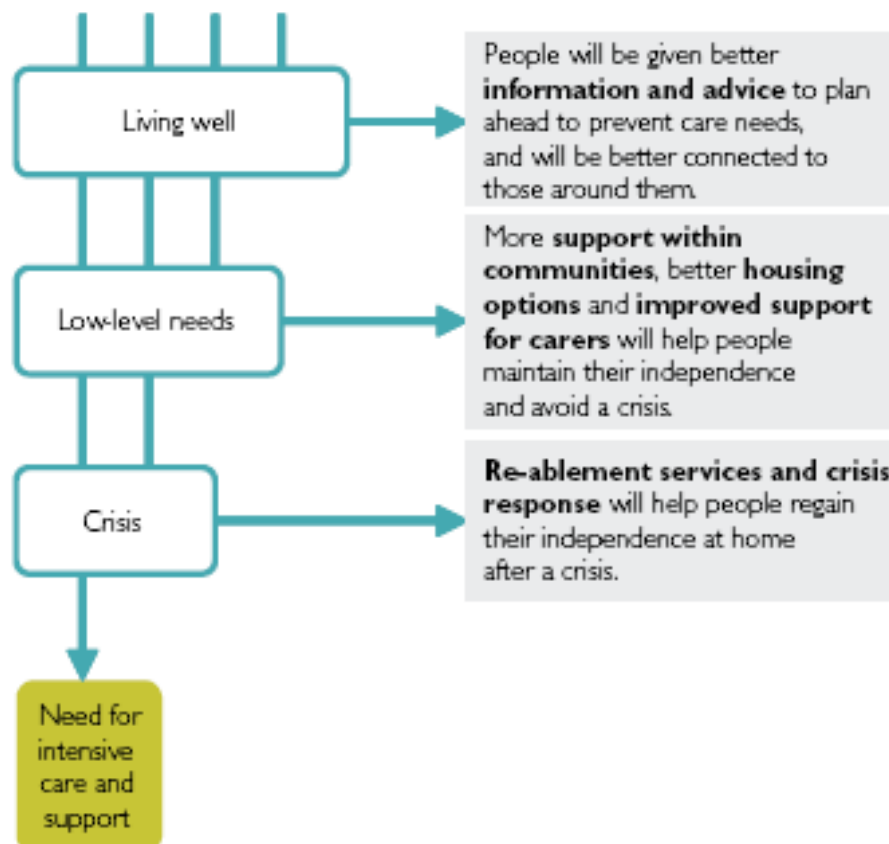 Living well
People will be given better
information and advice to plan
ahead to prevent care needs,
and will be better connected to
those around them.
Low-level needs
More support within
communities, better housing
options and improved support
for carers will help people
maintain their independence
and avoid a crisis.
Crisis
Re-ablement services and crisis
response will help people regain
their independence at home
after a crisis.
Need for
intensive
care and
support